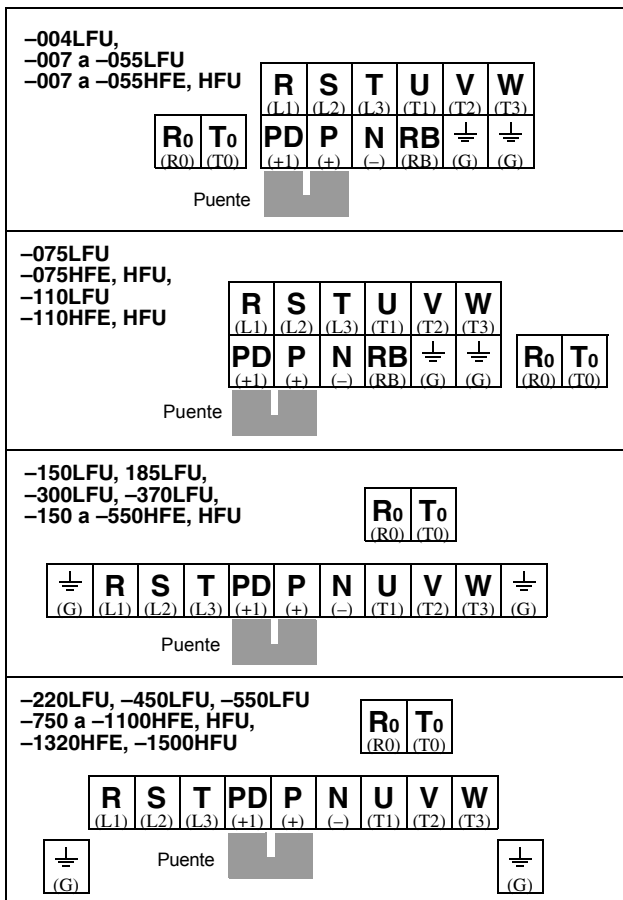 –004LFU,
–007 a –055LFU
–007 a –055HFE, HFU
R S T U V W
(L1) (L2) (L3) (T1) (T2) (T3)
R0 T0 PD P N RB
(R0) (T0) (+1) (+) (–) (RB) (G) (G)
Puente
–075LFU
–075HFE, HFU,
–110LFU
–110HFE, HFU
R S T U V W
(L1) (L2) (L3) (T1) (T2) (T3)
PD P N RB R0 T0
(+1) (+) (–) (RB) (G) (G) (R0) (T0)
Puente
–150LFU, 185LFU,
–300LFU, –370LFU,
–150 a –550HFE, HFU
R0 T0
(R0) (T0)
R S T PD P N U V W
(G) (L1) (L2) (L3) (+1) (+) (–) (T1) (T2) (T3) (G)
Puente
–220LFU, –450LFU, –550LFU
–750 a –1100HFE, HFU,
–1320HFE, –1500HFU
R0 T0
(R0) (T0)
R S T PD P N U V W
(L1) (L2) (L3) (+1) (+) (–) (T1) (T2) (T3)
Puente
(G) (G)